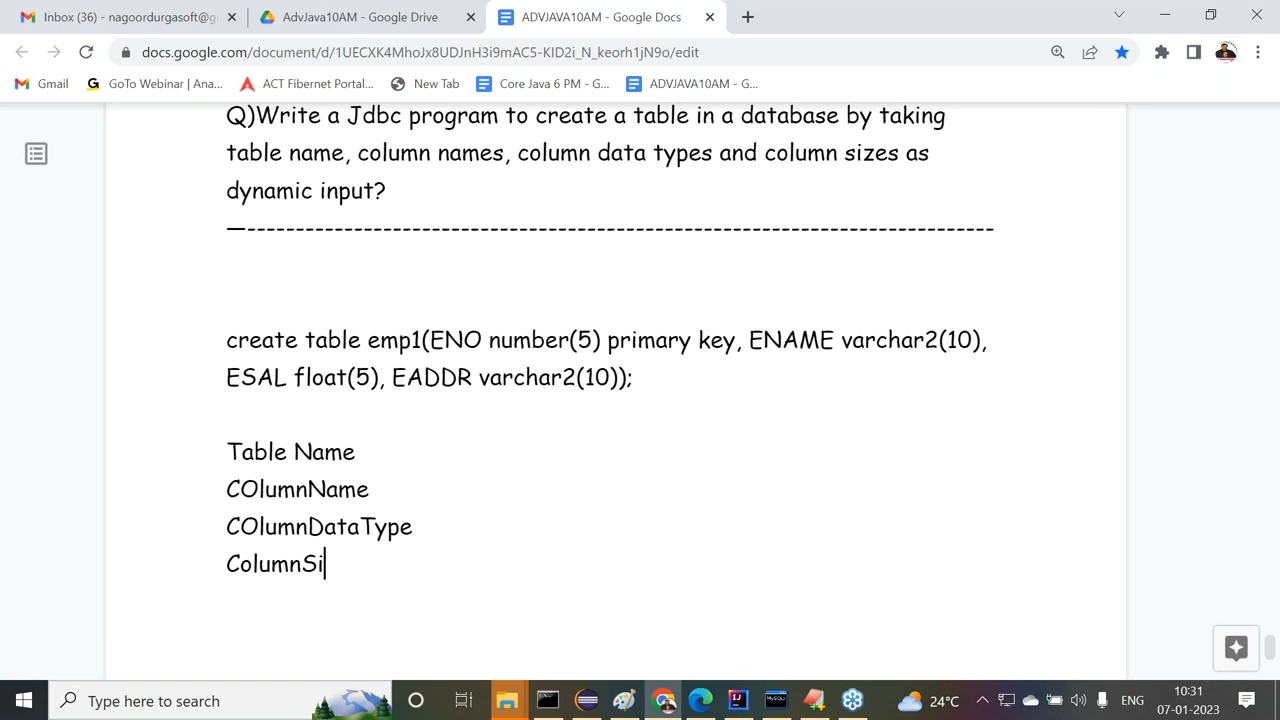 Inbox (36) - nagoordurgasoft@g
AdvJava10AM - Google Drive
ADVJAVA10AM - Google Docs
docs.google.com/document/d/1UECXK4MhoJx8UDJnH3i9mAC5-KID2i_N_keorh1jN9o/edit
Gmail
GoTo Webinar | Ana...
ACT Fibernet Portal...
New Tab
Core Java 6 PM - G...
ADVJAVA10AM - G...
Q)Write a Jdbc program to create a table in a database by taking
table name, column names, column data types and column sizes as
dynamic input?
—-----------------------------------------------------------------------------
create table emp1(ENO number(5) primary key, ENAME varchar2(10),
ESAL float(5), EADDR varchar2(10));
Table Name
COlumnName
COlumnDataType
ColumnSi
Type here to search
24°C
ENG
10:31
07-01-2023